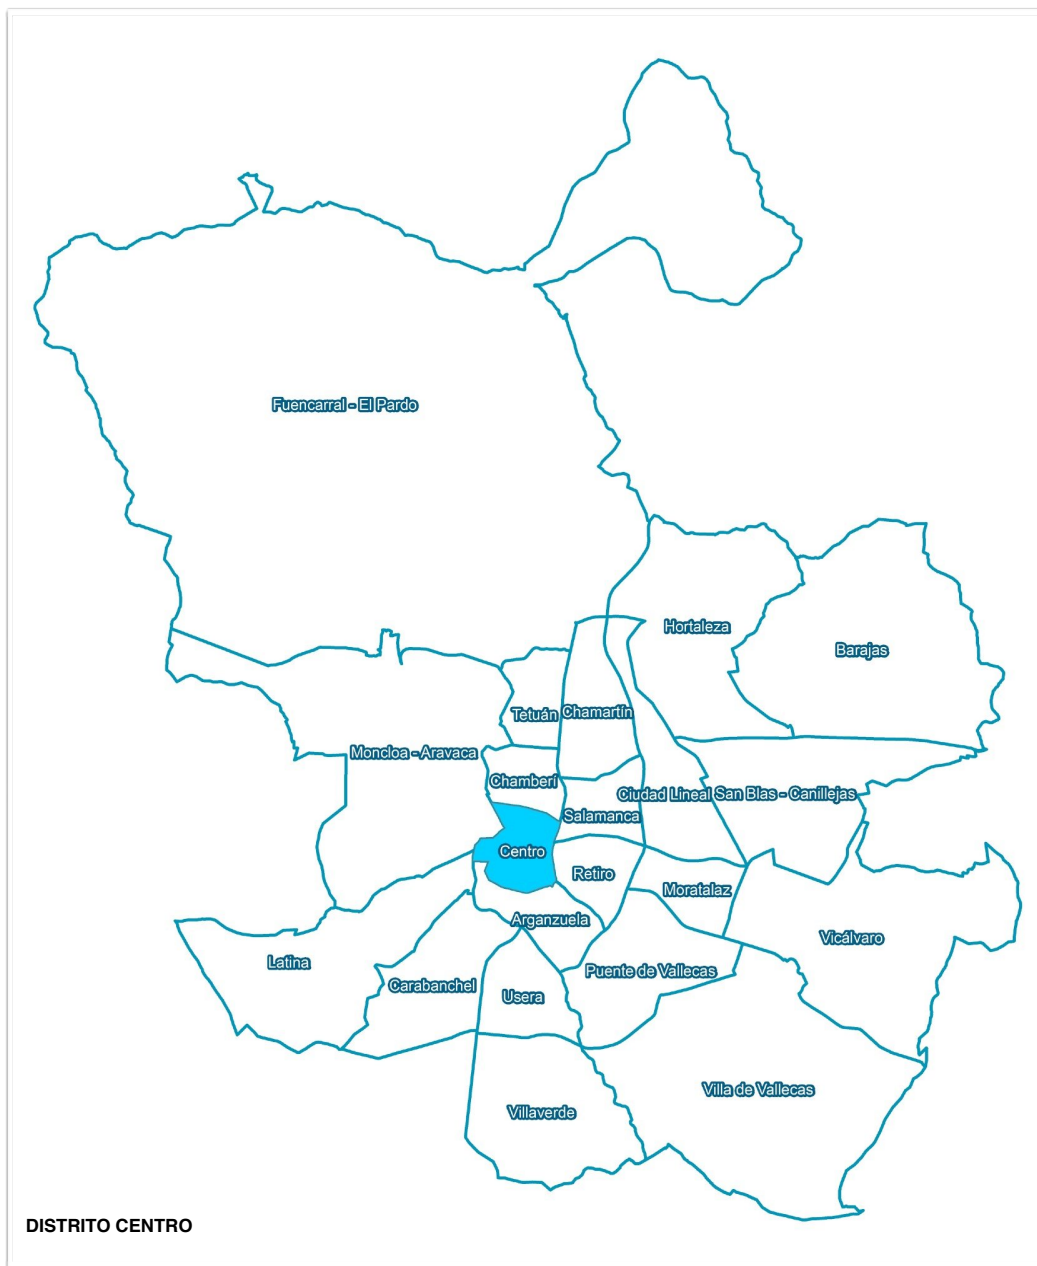 Fuencarral - El Pardo
Hortaleza
Barajas
Tetuán
Chamartín
Moncloa - Aravaca
Chamberí
Ciudad Lineal
San Blas - Canillejas
Salamanca
Centro
Retiro
Moratalaz
Arganzuela
Vicálvaro
Latina
Puente de Vallecas
Carabanchel
Usera
Villa de Vallecas
Villaverde
DISTRITO CENTRO